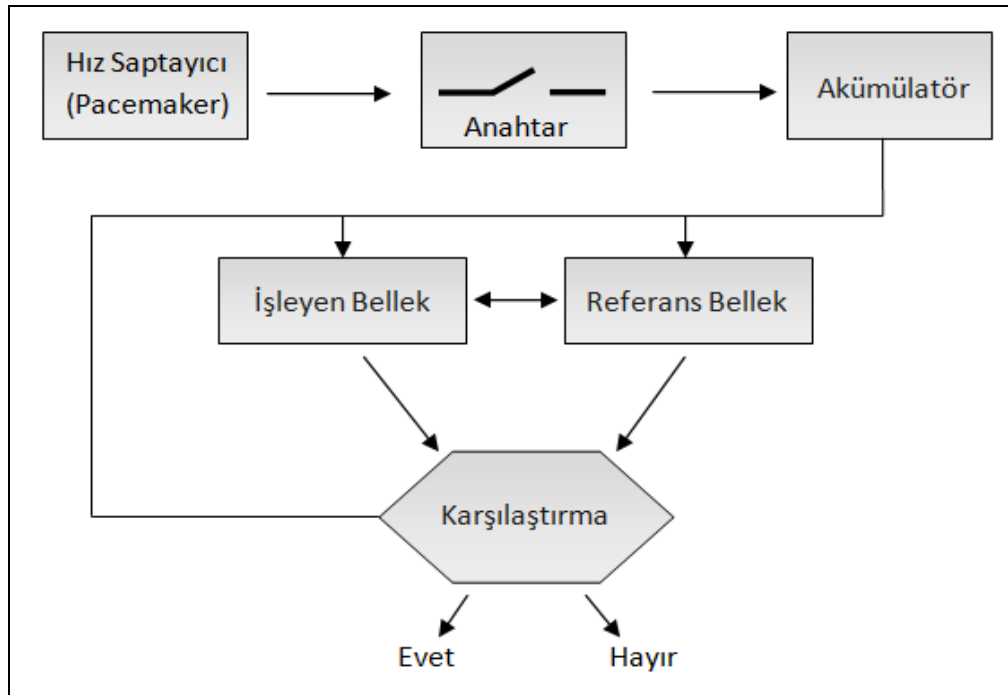 Hız Saptayıcı
(Pacemaker)
Anahtar
Akümülatör
İşleyen Bellek
Referans Bellek
Karşılaştırma
Evet
Hayır